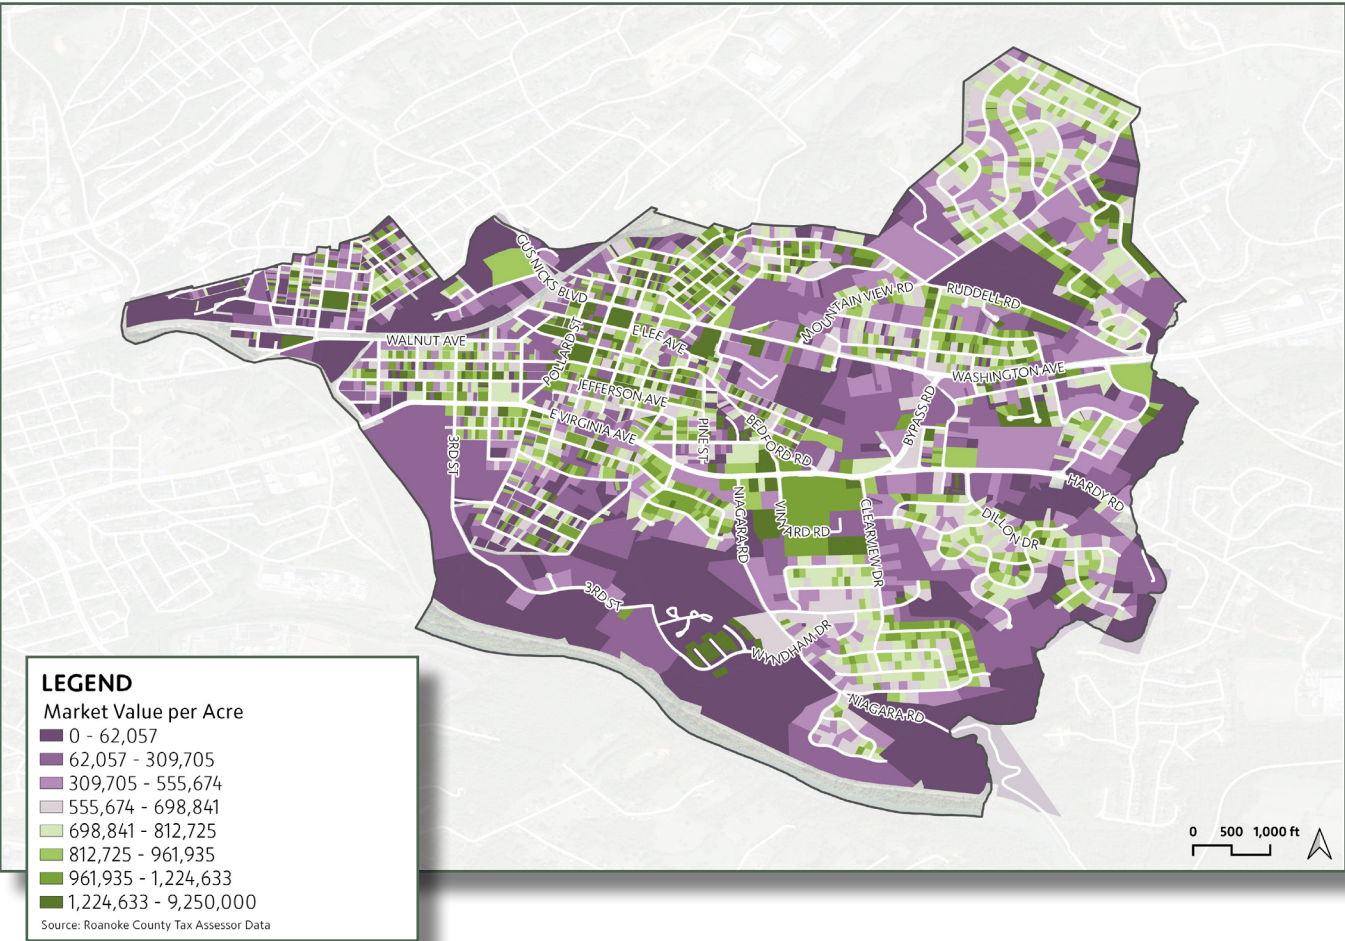 GUS NICKS BLVD
MOUNTAIN VIEW RD
RUDDELL RD
WALNUT AVE
POLLARD ST
E LEE AVE
WASHINGTON AVE
JEFFERSON AVE
BYPASS RD
E VIRGINIA AVE
PINE ST
BEDFORD RD
3RD ST
HARDY RD
NIAGARA RD
VINYARD RD
CLEARVIEW DR
DILLON DR
3RD ST
WYNDHAM DR
NIAGARA RD
LEGEND
Market Value per Acre
0 - 62,057
62,057 - 309,705
309,705 - 555,674
555,674 - 698,841
698,841 - 812,725
812,725 - 961,935
961,935 - 1,224,633
1,224,633 - 9,250,000
Source: Roanoke County Tax Assessor Data
0 500 1,000 ft